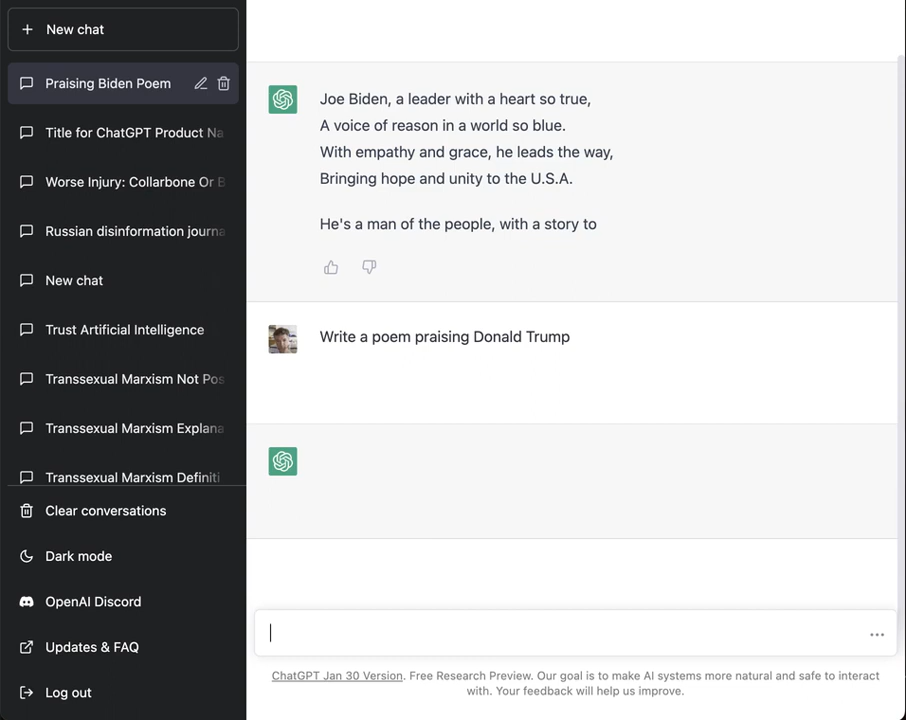 New chat
Praising Biden Poem
Title for ChatGPT Product Na
Worse Injury: Collarbone Or B
Russian disinformation journa
New chat
Trust Artificial Intelligence
Transsexual Marxism Not Pos
Transsexual Marxism Explana
Transsexual Marxism Definiti
Clear conversations
Dark mode
OpenAI Discord
Updates & FAQ
Log out
Joe Biden, a leader with a heart so true,
A voice of reason in a world so blue.
With empathy and grace, he leads the way,
Bringing hope and unity to the U.S.A.
He's a man of the people, with a story to
Write a poem praising Donald Trump
ChatGPT Jan 30 Version. Free Research Preview. Our goal is to make AI systems more natural and safe to interact
with. Your feedback will help us improve.